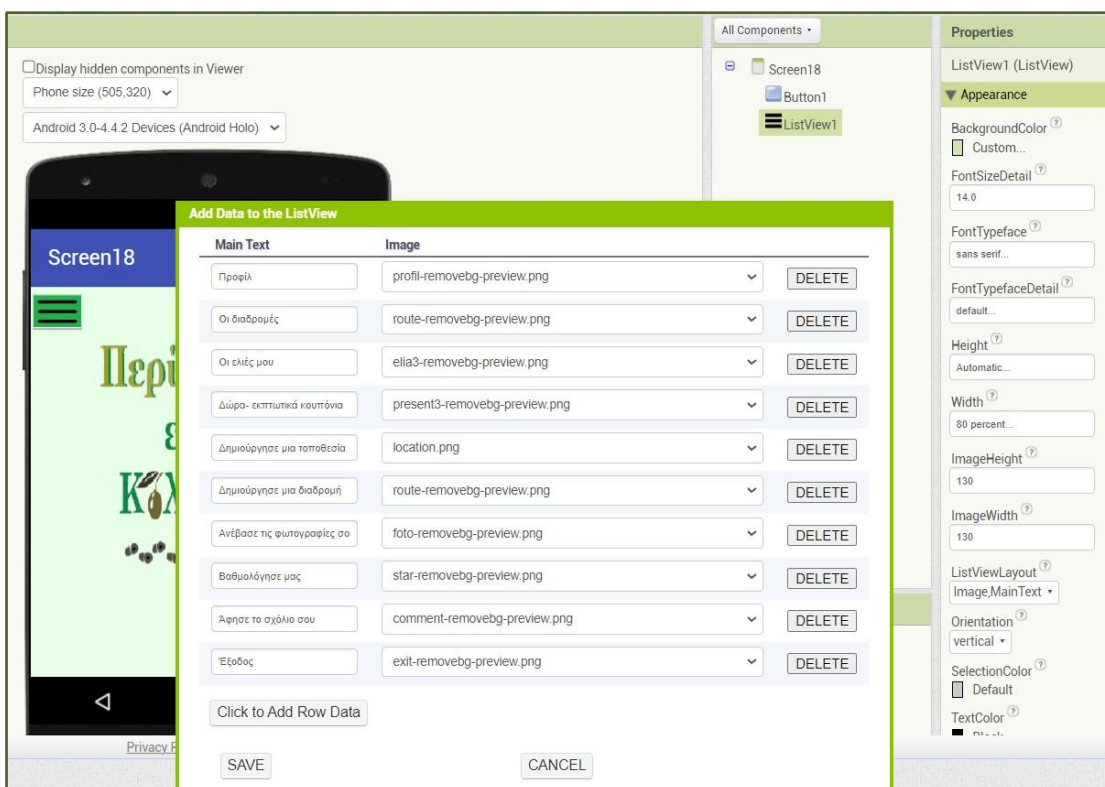 All Components
Properties
Display hidden components in Viewer
Phone size (505,320)
Android 3.0-4.4.2 Devices (Android Holo)
Screen18
Button1
ListView1
ListView1 (ListView)
Appearance
BackgroundColor ?
Custom...
FontSizeDetail ?
14.0
FontTypeface ?
sans serif...
FontTypefaceDetail ?
default...
Height ?
Automatic...
Width ?
80 percent...
ImageHeight ?
130
ImageWidth ?
130
ListViewLayout ?
Image,MainText
Orientation ?
vertical
SelectionColor ?
Default
TextColor ?
Screen18
Περί
Add Data to the ListView
Main Text Image
Προφίλ profil-removebg-preview.png DELETE
Οι διαδρομές route-removebg-preview.png DELETE
Οι ελιές μου elia3-removebg-preview.png DELETE
Δώρα- εκπτωτικά κουπόνια present3-removebg-preview.png DELETE
Δημιούργησε μια τοποθεσία location.png DELETE
Δημιούργησε μια διαδρομή route-removebg-preview.png DELETE
Ανέβασε τις φωτογραφίες σο foto-removebg-preview.png DELETE
Βαθμολόγησε μας star-removebg-preview.png DELETE
Άφησε το σχόλιο σου comment-removebg-preview.png DELETE
Έξοδος exit-removebg-preview.png DELETE
Click to Add Row Data
SAVE CANCEL
Privacy